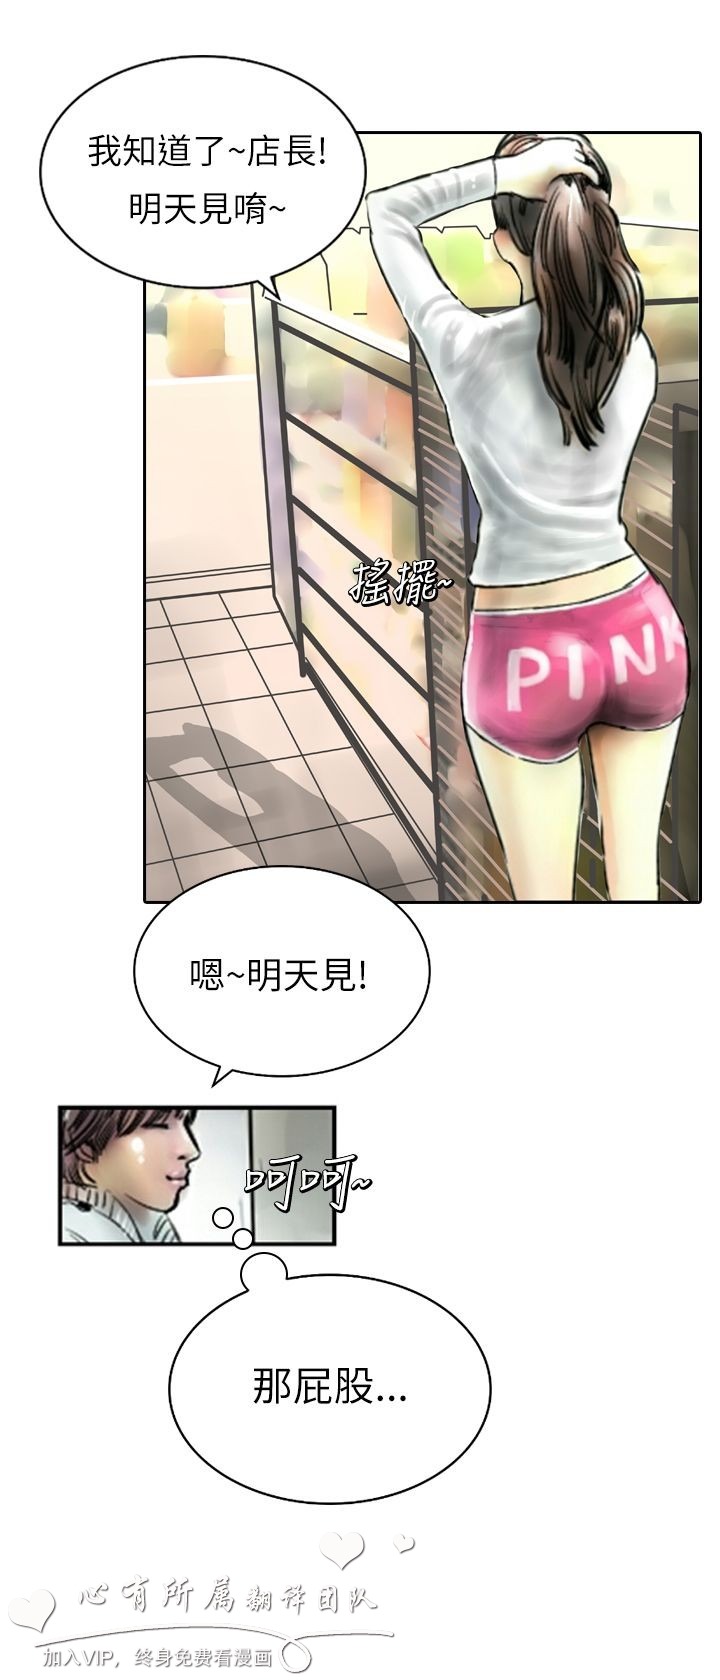 我知道了~店長!
明天見唷~
搖擺~
PINK
嗯~明天見!
呵呵~
那屁股…
心有所属翻译团队
加入VIP，终身免费看漫画